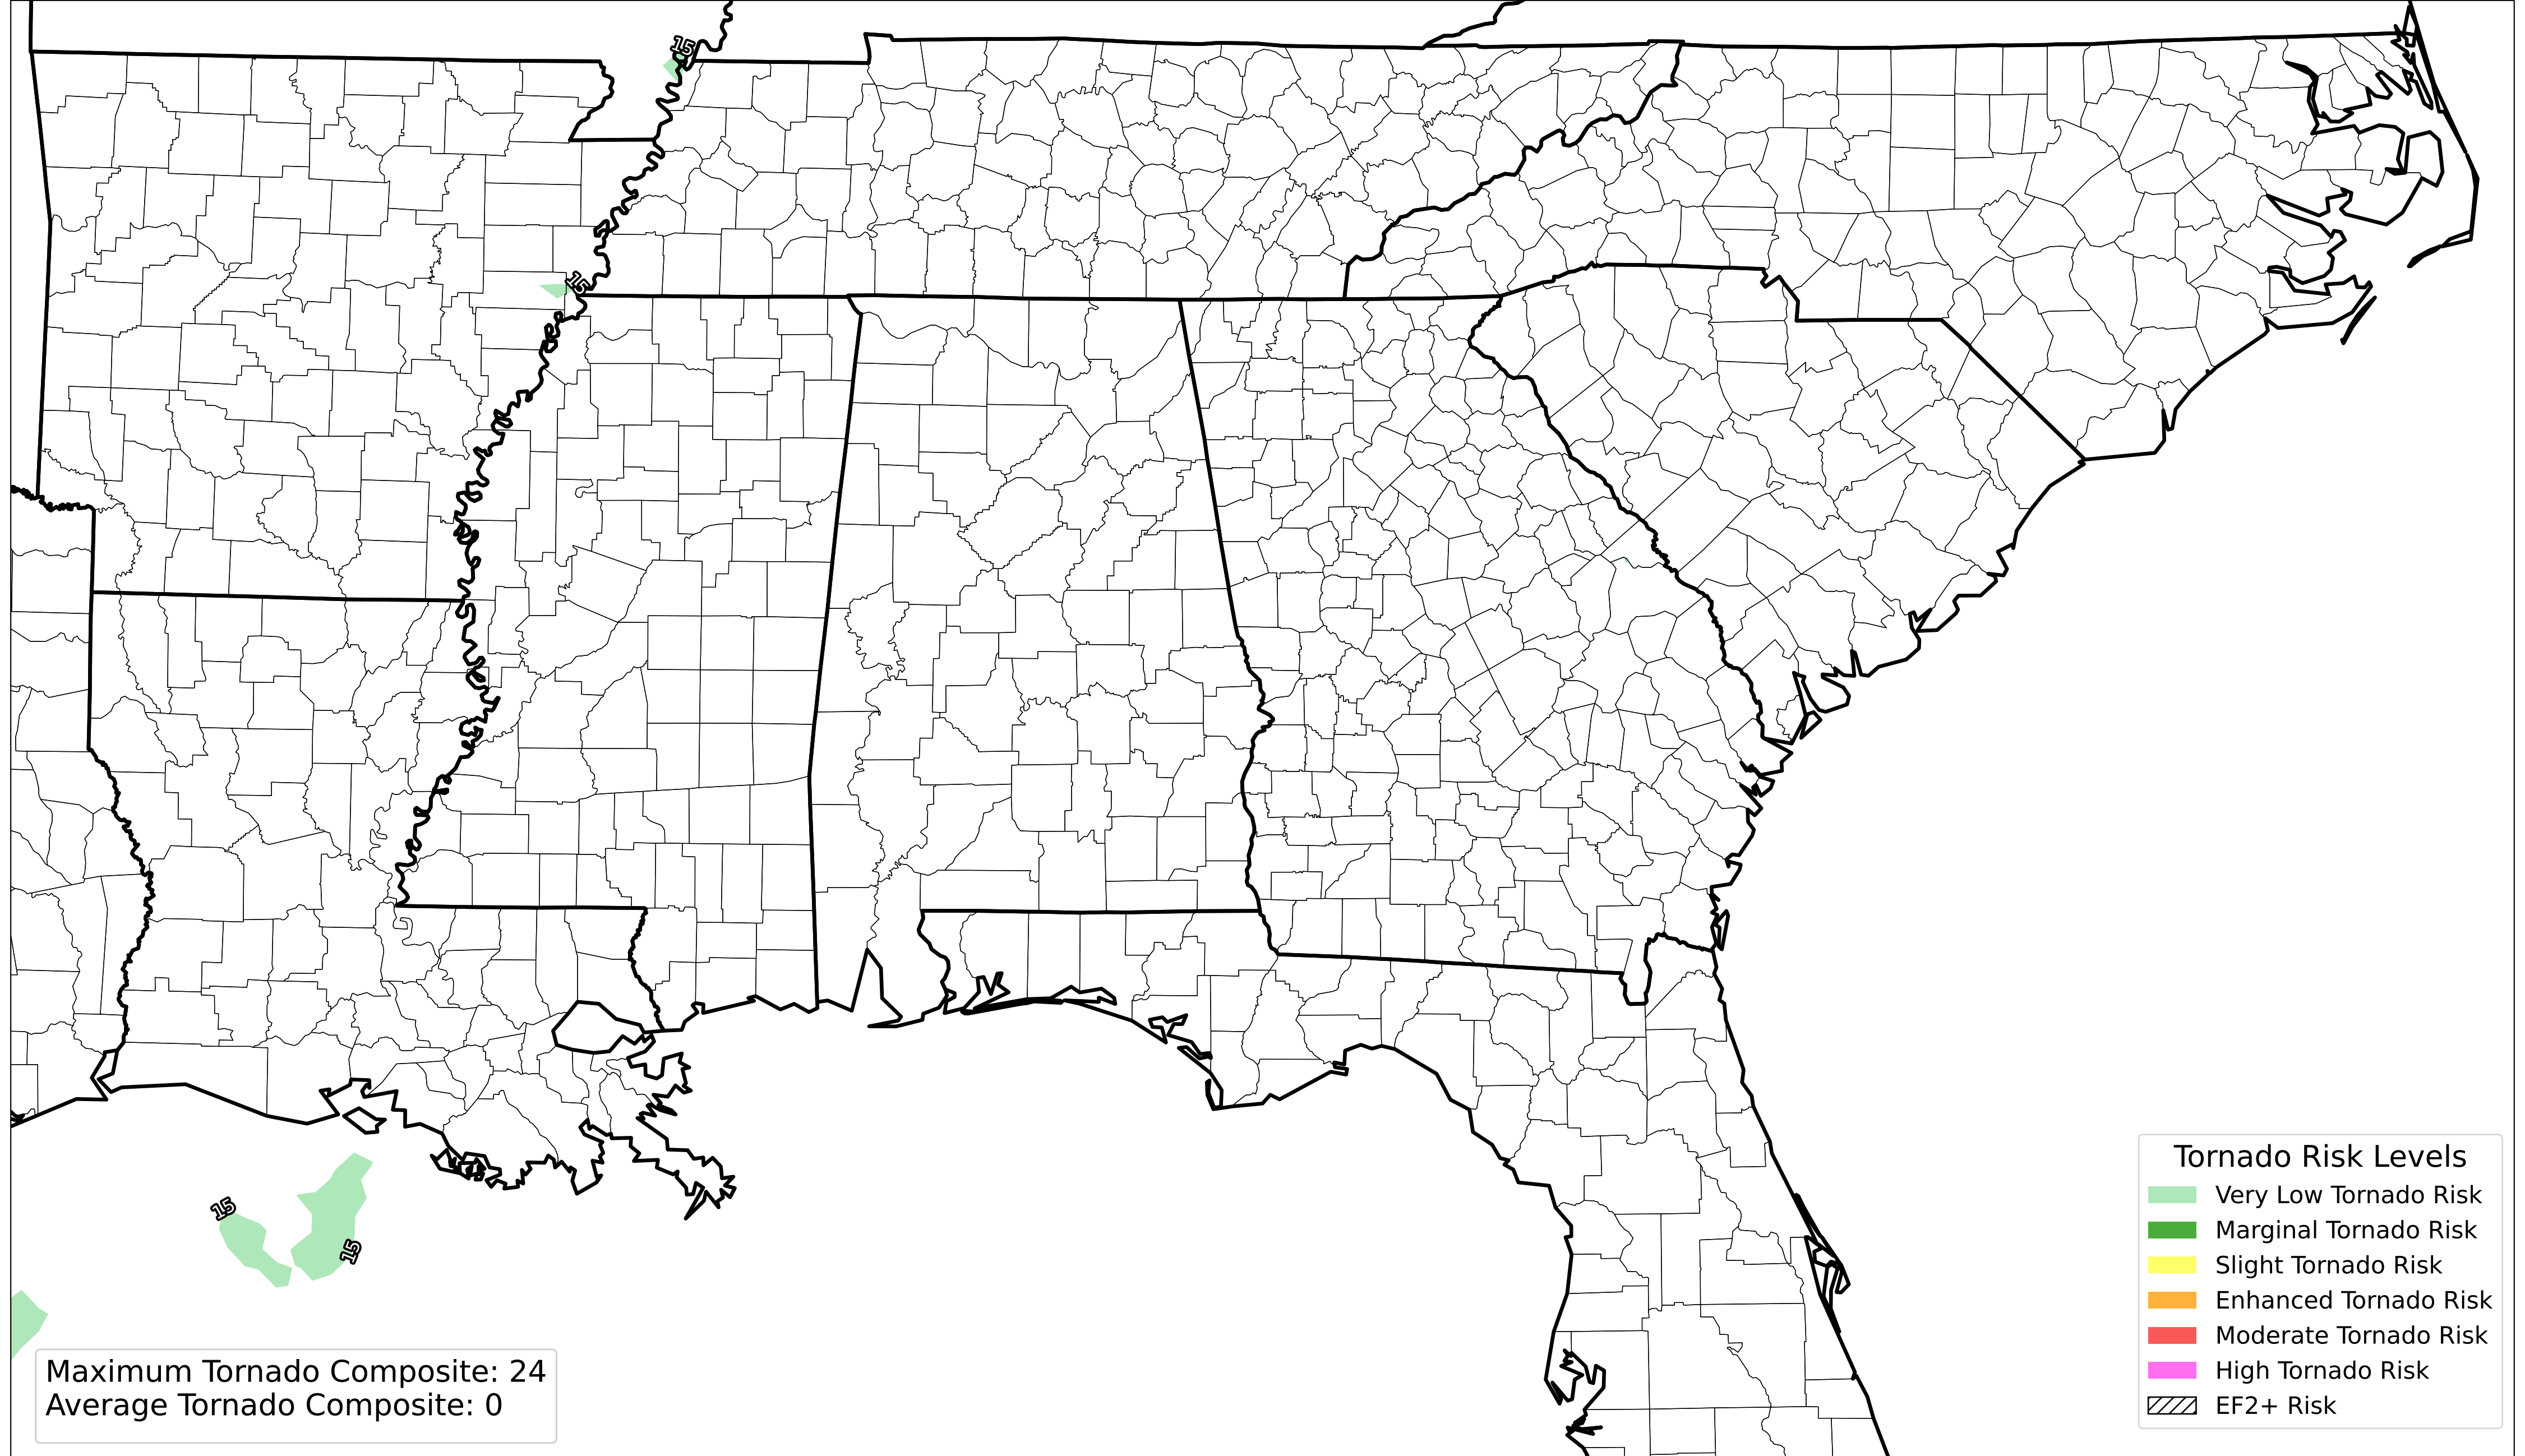 15
15
15
15
Maximum Tornado Composite: 24
Average Tornado Composite: 0
Tornado Risk Levels
Very Low Tornado Risk
Marginal Tornado Risk
Slight Tornado Risk
Enhanced Tornado Risk
Moderate Tornado Risk
High Tornado Risk
EF2+ Risk